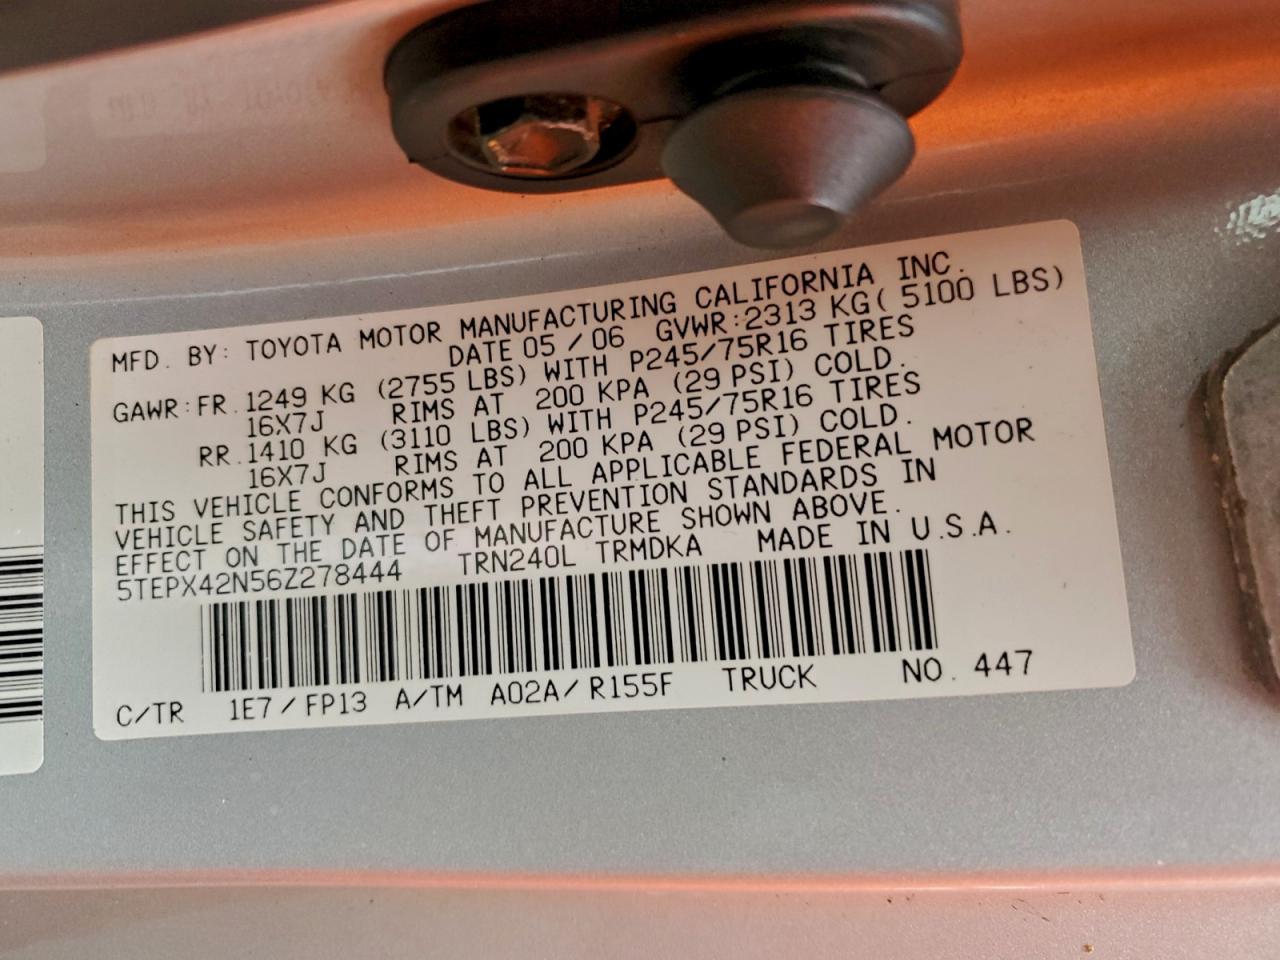 MFD. BY: TOYOTA MOTOR MANUFACTURING CALIFORNIA INC.
DATE 05 / 06 GVWR:2313 KG( 5100 LBS)
GAWR:FR. 1249 KG (2755 LBS) WITH P245/75R16 TIRES
16X7J RIMS AT 200 KPA (29 PSI) COLD.
RR. 1410 KG (3110 LBS) WITH P245/75R16 TIRES
16X7J RIMS AT 200 KPA (29 PSI) COLD.
THIS VEHICLE CONFORMS TO ALL APPLICABLE FEDERAL MOTOR
VEHICLE SAFETY AND THEFT PREVENTION STANDARDS IN
EFFECT ON THE DATE OF MANUFACTURE SHOWN ABOVE.
5TEPX42N56Z278444 TRN240L TRMDKA MADE IN U.S.A.
C/TR 1E7/FP13 A/TM A02A/R155F TRUCK NO. 447